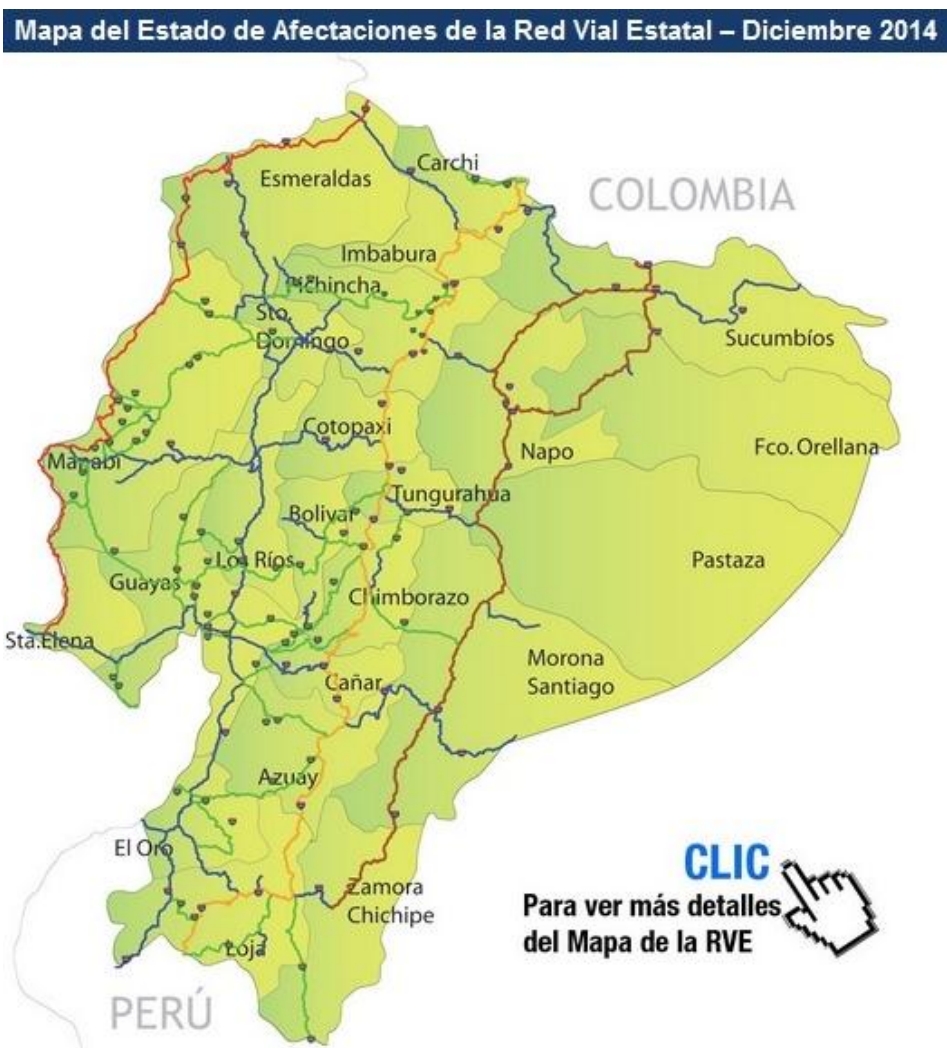 Mapa del Estado de Afectaciones de la Red Vial Estatal – Diciembre 2014
Carchi
Esmeraldas
COLOMBIA
Imbabura
Pichincha
Sto.
Domingo
Sucumbíos
Cotopaxi
Napo
Fco. Orellana
Manabí
Tungurahua
Bolivar
Los Ríos
Pastaza
Guayas
Chimborazo
Sta.Elena
Morona
Santiago
Cañar
Azuay
El Oro
CLIC
Zamora
Chichipe
Para ver más detalles
del Mapa de la RVE
Loja
PERÚ